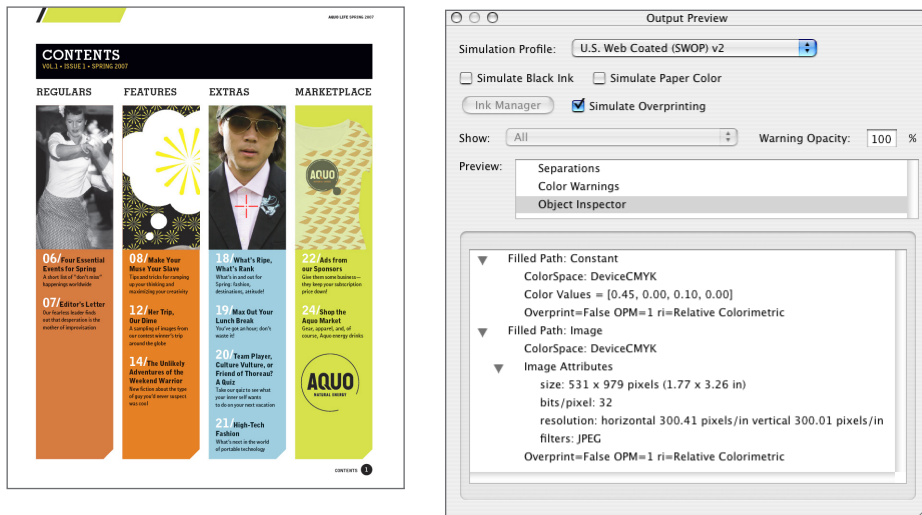 AQUO LIFE SPRING 2007
CONTENTS
VOL.1 • ISSUE 1 • SPRING 2007
REGULARS
06/Four Essential
Events for Spring
A short list of "don't miss"
happenings worldwide
07/Editor's Letter
Our fearless leader finds
out that desperation is the
mother of improvisation
FEATURES
08/Make Your
Muse Your Slave
Tips and tricks for ramping
up your thinking and
maximizing your creativity
12/Her Trip,
Our Dime
A sampling of images from
our contest winner's trip
around the globe
14/The Unlikely
Adventures of the
Weekend Warrior
New fiction about the type
of guy you'd never suspect
was cool
EXTRAS
18/What's Ripe,
What's Rank
What's in and out for
Spring: fashion,
destinations, attitude!
19/Max Out Your
Lunch Break
You've got an hour, don't
waste it!
20/Team Player,
Culture Vulture, or
Friend of Thoreau?
A Quiz
Take our quiz to see what
your inner self wants
to do on your next vacation
21/High-Tech
Fashion
What's next in the world
of portable technology
MARKETPLACE
AQUO
22/Ads from
our Sponsors
Give them some business—
they keep your subscription
price down!
24/Shop the
Aquo Market
Gear, apparel, and, of
course, Aquo energy drinks
AQUO
NATURAL ENERGY
CONTENTS 1
Output Preview
Simulation Profile: U.S. Web Coated (SWOP) v2
Simulate Black Ink Simulate Paper Color
Ink Manager Simulate Overprinting
Show: All Warning Opacity: 100 %
Preview: Separations
Color Warnings
Object Inspector
Filled Path: Constant
ColorSpace: DeviceCMYK
Color Values = [0.45, 0.00, 0.10, 0.00]
Overprint=False OPM=1 ri=Relative Colorimetric
Filled Path: Image
ColorSpace: DeviceCMYK
Image Attributes
size: 531 x 979 pixels (1.77 x 3.26 in)
bits/pixel: 32
resolution: horizontal 300.41 pixels/in vertical 300.01 pixels/in
filters: JPEG
Overprint=False OPM=1 ri=Relative Colorimetric